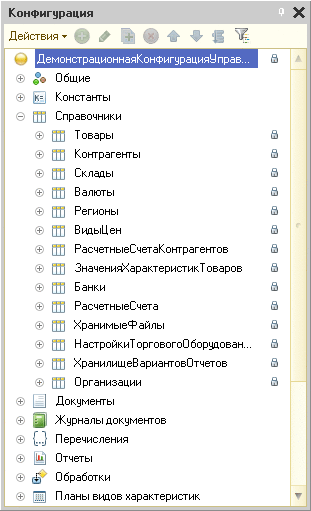 Конфигурация
Действия
ДемонстрационнаяКонфигурацияУправ...
Общие
Константы
Справочники
Товары
Контрагенты
Склады
Валюты
Регионы
ВидыЦен
РасчетныеСчетаКонтрагентов
ЗначенияХарактеристикТоваров
Банки
РасчетныеСчета
ХранимыеФайлы
НастройкиТорговогоОборудован...
ХранилищеВариантовОтчетов
Организации
Документы
Журналы документов
Перечисления
Отчеты
Обработки
Планы видов характеристик